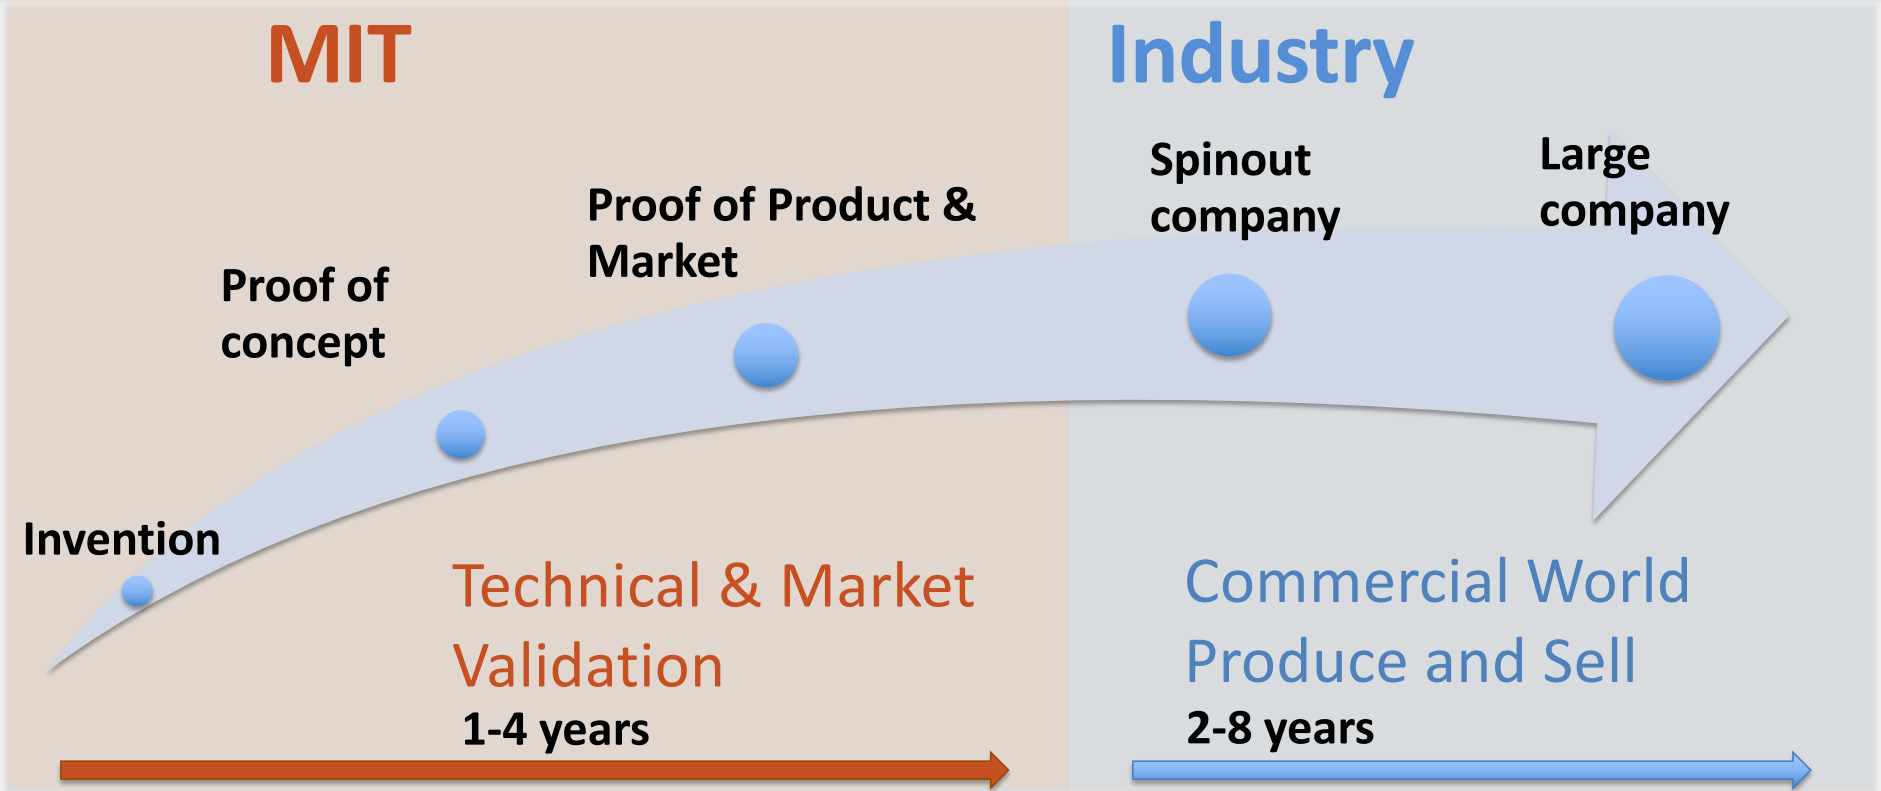 MIT
Industry
Invention
Proof of
concept
Proof of Product &
Market
Spinout
company
Large
company
Technical & Market
Validation
1-4 years
Commercial World
Produce and Sell
2-8 years